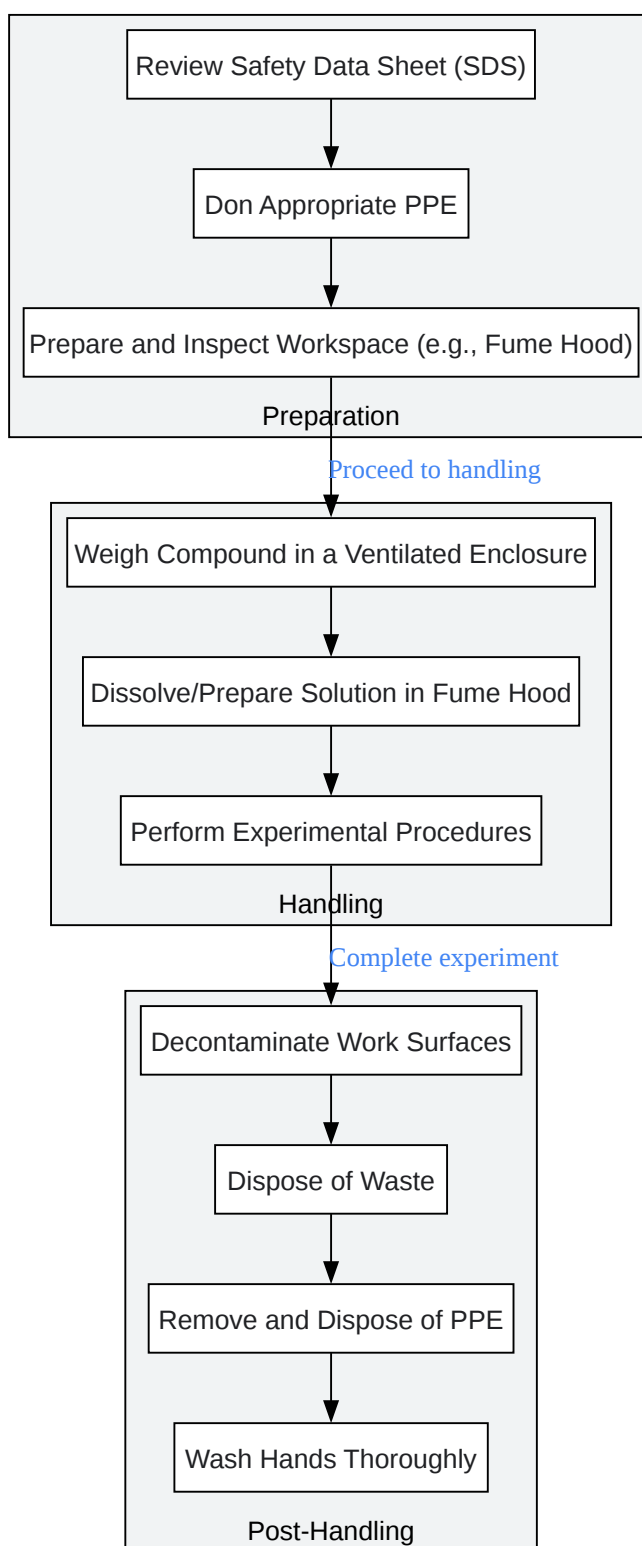 Review Safety Data Sheet (SDS)
Don Appropriate PPE
Prepare and Inspect Workspace (e.g., Fume Hood)
Preparation
Proceed to handling
Weigh Compound in a Ventilated Enclosure
Dissolve/Prepare Solution in Fume Hood
Perform Experimental Procedures
Handling
Complete experiment
Decontaminate Work Surfaces
Dispose of Waste
Remove and Dispose of PPE
Wash Hands Thoroughly
Post-Handling